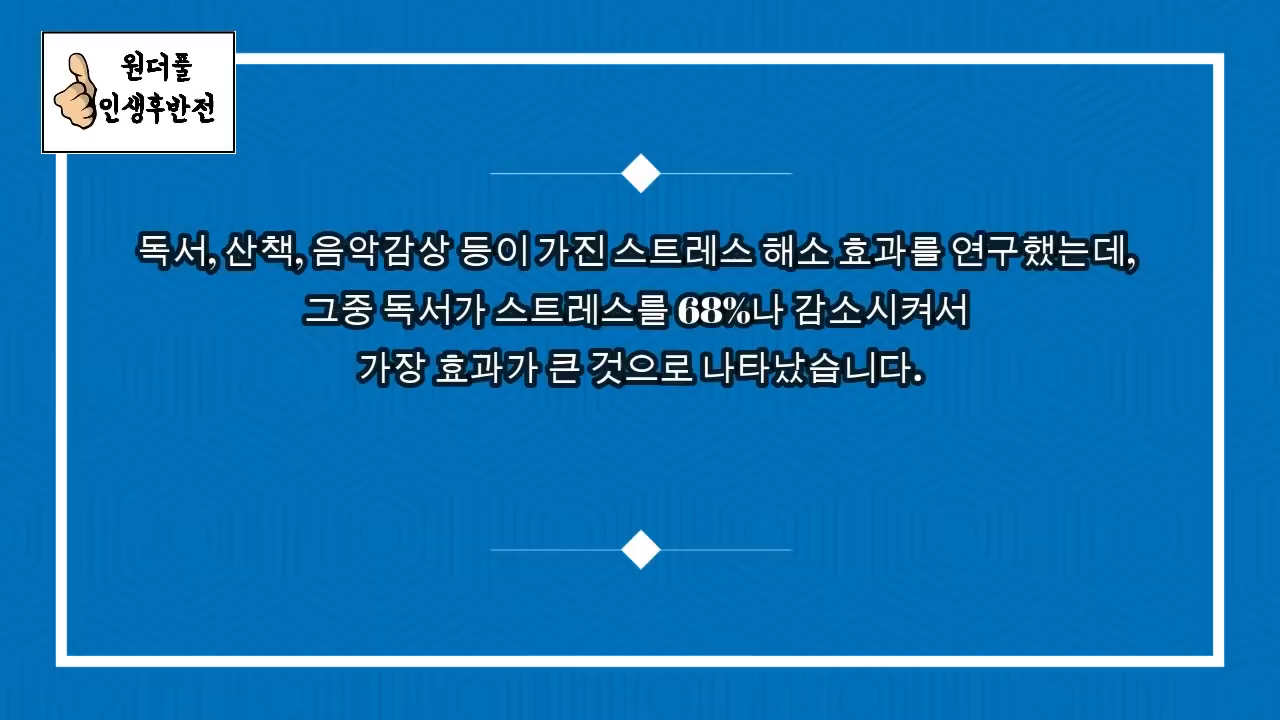 원더풀
인생후반전
독서, 산책, 음악감상 등이 가진 스트레스 해소 효과를 연구했는데,
그중 독서가 스트레스를 68%나 감소시켜서
가장 효과가 큰 것으로 나타났습니다.